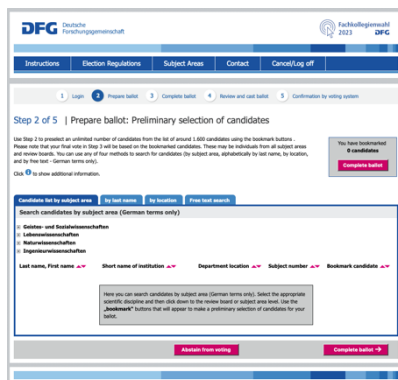 DFG Deutsche
Forschungsgemeinschaft
Fachkollegienwahl
2023 DFG
Instructions Election Regulations Subject Areas Contact Cancel/Log off
1 Login 2 Prepare ballot 3 Complete ballot 4 Review and cast ballot 5 Confirmation by voting system
Step 2 of 5 | Prepare ballot: Preliminary selection of candidates
Use Step 2 to preselect an unlimited number of candidates from the list of around 1.600 candidates using the bookmark buttons .
Please note that your final vote in Step 3 will be based on the bookmarked candidates. These may be individuals from all subject areas
and review boards. You can use any of four methods to search for candidates (by subject area, alphabetically by last name, by location,
and by free text - German terms only).
Click i to show additional information.
You have bookmarked
0 candidates
Complete ballot
Candidate list by subject area by last name by location Free text search
Search candidates by subject area (German terms only)
Geistes- und Sozialwissenschaften
Lebenswissenschaften
Naturwissenschaften
Ingenieurwissenschaften
Last name, First name Short name of institution Department location Subject number Bookmark candidate
Here you can search candidates by subject area (German terms only). Select the appropriate
scientific discipline and then click down to the review board or subject area level. Use the
„bookmark" buttons that will appear to make a preliminary selection of candidates for your
ballot.
Abstain from voting Complete ballot →